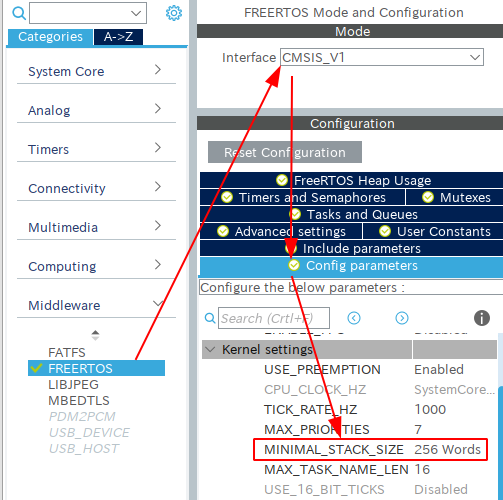 Categories
A->Z
System Core
Analog
Timers
Connectivity
Multimedia
Computing
Middleware
FATFS
FREERTOS
LIBJPEG
MBEDTLS
PDM2PCM
USB_DEVICE
USB_HOST
FREERTOS Mode and Configuration
Mode
Interface CMSIS_V1
Configuration
Reset Configuration
FreeRTOS Heap Usage
Timers and Semaphores Mutexes
Tasks and Queues
Advanced settings User Constants
Include parameters
Config parameters
Configure the below parameters :
Search (Crtl+F)
Kernel settings
USE_PREEMPTION Enabled
CPU_CLOCK_HZ SystemCore...
TICK_RATE_HZ 1000
MAX_PRIORITIES 7
MINIMAL_STACK_SIZE 256 Words
MAX_TASK_NAME_LEN 16
USE_16_BIT_TICKS Disabled